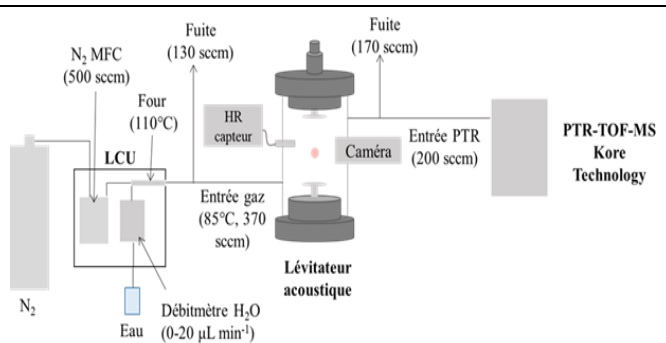 Fuite
(130 sccm)
Fuite
(170 sccm)
N₂ MFC
(500 sccm)
Four
(110°C)
LCU
HR
capteur
Caméra
Entrée PTR
(200 sccm)
PTR-TOF-MS
Kore
Technology
Entrée gaz
(85°C, 370
sccm)
Lévitateur
acoustique
N₂
Eau
Débitmètre H₂O
(0-20 µL min⁻¹)